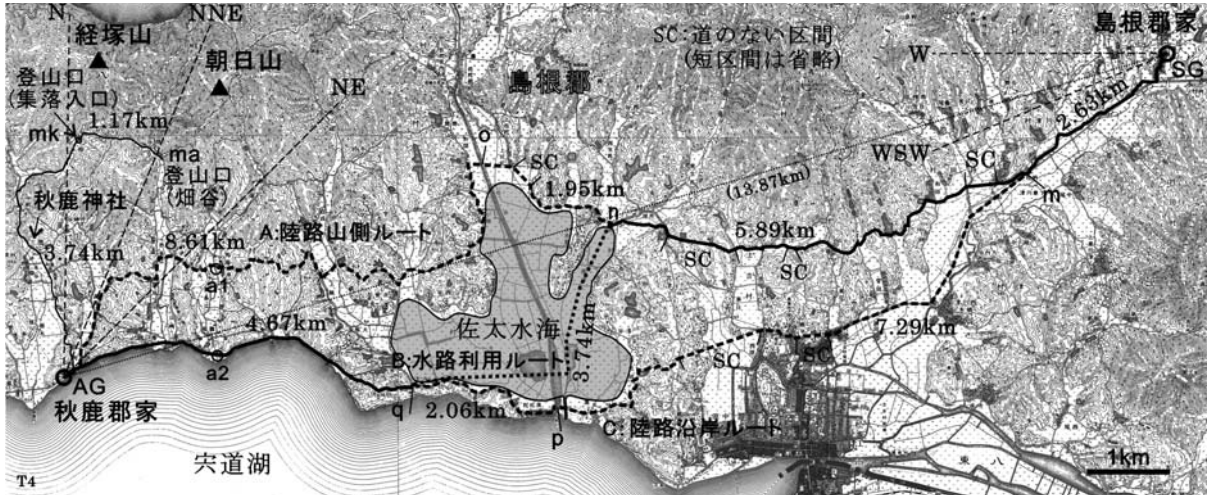 N
NNE
経塚山
朝日山
登山口
(集落入口)
1.17km
mk
ma
登山口
(畑谷)
NE
島根郡
SC:道のない区間
(短区間は省略)
島根郡家
W
SG
2.63km
WSW
SC
m
o
SC
1.95km
n
(13.87km)
5.89km
SC
SC
秋鹿神社
3.74km
8.61km
A:陸路山側ルート
a1
4.67km
a2
佐太水海
B:水路利用ルート
3.74km
7.29km
SC
SC
AG
秋鹿郡家
q
2.06km
p
C:陸路沿岸ルート
宍道湖
T4
東
八
1km